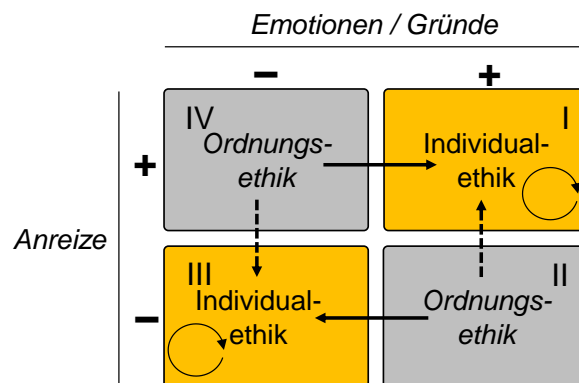 Emotionen / Gründe
– +
IV
Ordnungs-
ethik
I
Individual-
ethik
+
Anreize
III
Individual-
ethik
II
Ordnungs-
ethik
–